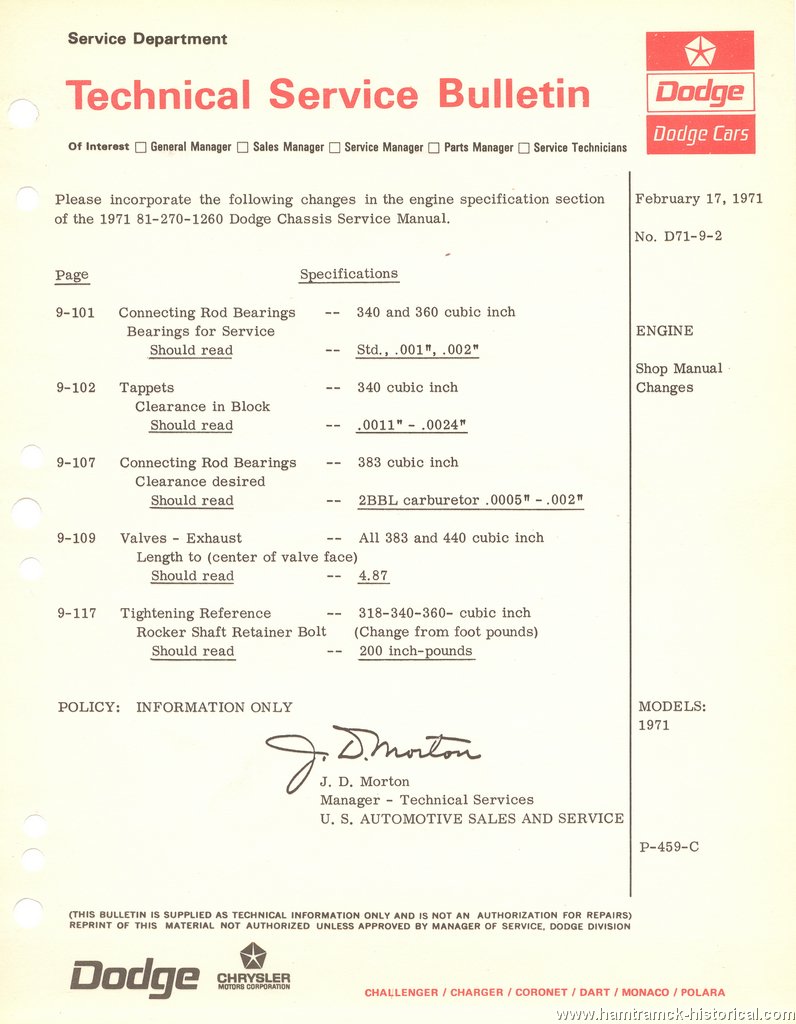 Service Department
Technical Service Bulletin
Dodge
Dodge Cars
Of Interest □ General Manager □ Sales Manager □ Service Manager □ Parts Manager □ Service Technicians
Please incorporate the following changes in the engine specification section
of the 1971 81-270-1260 Dodge Chassis Service Manual.
February 17, 1971
No. D71-9-2
Page Specifications
9-101 Connecting Rod Bearings -- 340 and 360 cubic inch
Bearings for Service
Should read -- Std., .001", .002"
ENGINE
Shop Manual
Changes
9-102 Tappets -- 340 cubic inch
Clearance in Block
Should read -- .0011" - .0024"
9-107 Connecting Rod Bearings -- 383 cubic inch
Clearance desired
Should read -- 2BBL carburetor .0005" - .002"
9-109 Valves - Exhaust -- All 383 and 440 cubic inch
Length to (center of valve face)
Should read -- 4.87
9-117 Tightening Reference -- 318-340-360- cubic inch
Rocker Shaft Retainer Bolt (Change from foot pounds)
Should read -- 200 inch-pounds
POLICY: INFORMATION ONLY
MODELS:
1971
J. D. Morton
J. D. Morton
Manager - Technical Services
U. S. AUTOMOTIVE SALES AND SERVICE
P-459-C
(THIS BULLETIN IS SUPPLIED AS TECHNICAL INFORMATION ONLY AND IS NOT AN AUTHORIZATION FOR REPAIRS)
REPRINT OF THIS MATERIAL NOT AUTHORIZED UNLESS APPROVED BY MANAGER OF SERVICE, DODGE DIVISION
Dodge
CHRYSLER
MOTORS CORPORATION
CHALLENGER / CHARGER / CORONET / DART / MONACO / POLARA
www.hamtramck-historical.com